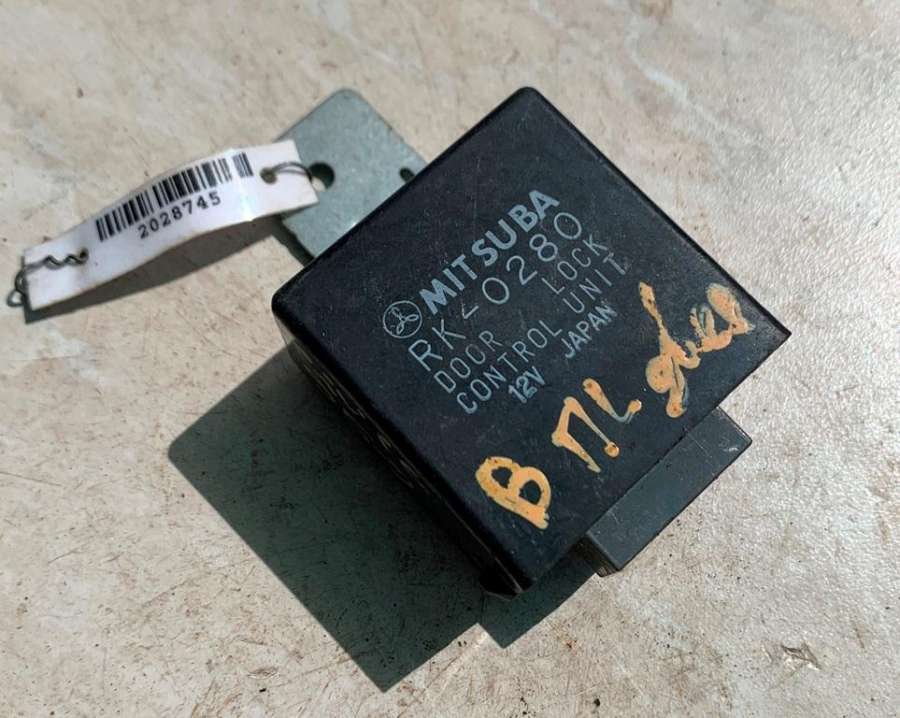 2028745
MITSUBA
RK-0280
DOOR LOCK
CONTROL UNIT
12V JAPAN
В ПЛ